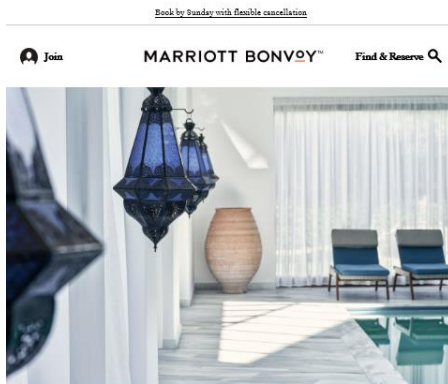 Book by Sunday with flexible cancellation
Join
MARRIOTT BONVOY™
Find & Reserve